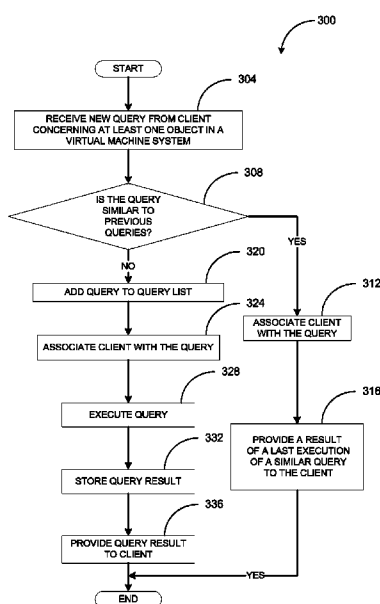 300
START
304
RECEIVE NEW QUERY FROM CLIENT
CONCERNING AT LEAST ONE OBJECT IN A
VIRTUAL MACHINE SYSTEM
308
IS THE QUERY
SIMILAR TO
PREVIOUS
QUERIES?
YES
NO
320
ADD QUERY TO QUERY LIST
324
ASSOCIATE CLIENT WITH THE QUERY
312
ASSOCIATE CLIENT
WITH THE QUERY
328
EXECUTE QUERY
316
PROVIDE A RESULT
OF A LAST EXECUTION
OF A SIMILAR QUERY
TO THE CLIENT
332
STORE QUERY RESULT
336
PROVIDE QUERY RESULT
TO CLIENT
YES
END